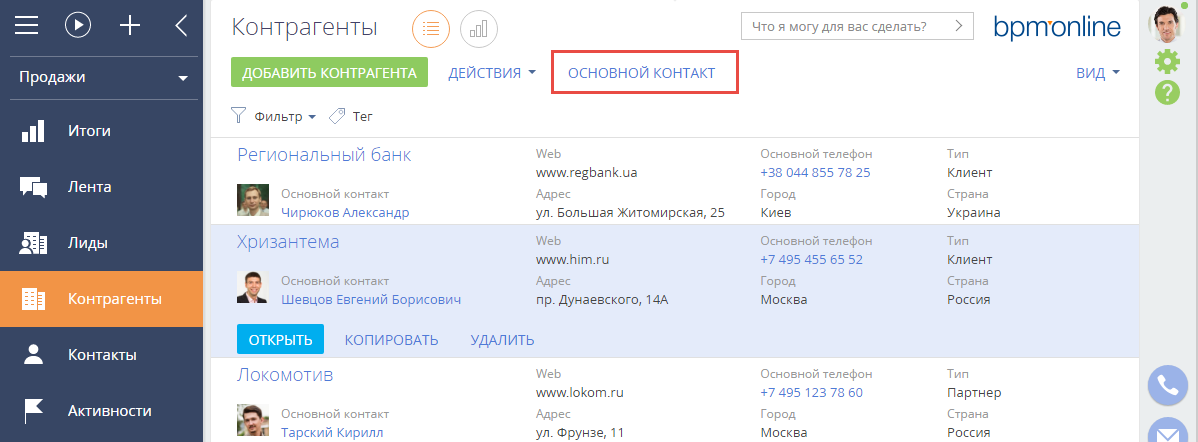 Продажи
Итоги
Лента
Лиды
Контрагенты
Контакты
Активности
Контрагенты
Что я могу для вас сделать?
bpmonline
ДОБАВИТЬ КОНТРАГЕНТА ДЕЙСТВИЯ ОСНОВНОЙ КОНТАКТ ВИД
Фильтр Тег
Региональный банк Web Основной телефон Тип
www.regbank.ua +38 044 855 78 25 Клиент
Основной контакт Адрес Город Страна
Чирюков Александр ул. Большая Житомирская, 25 Киев Украина
Хризантема Web Основной телефон Тип
www.him.ru +7 495 455 65 52 Клиент
Основной контакт Адрес Город Страна
Шевцов Евгений Борисович пр. Дунаевского, 14А Москва Россия
ОТКРЫТЬ КОПИРОВАТЬ УДАЛИТЬ
Локомотив Web Основной телефон Тип
www.lokom.ru +7 495 123 78 60 Партнер
Основной контакт Адрес Город Страна
Тарский Кирилл ул. Фрунзе, 11 Москва Россия